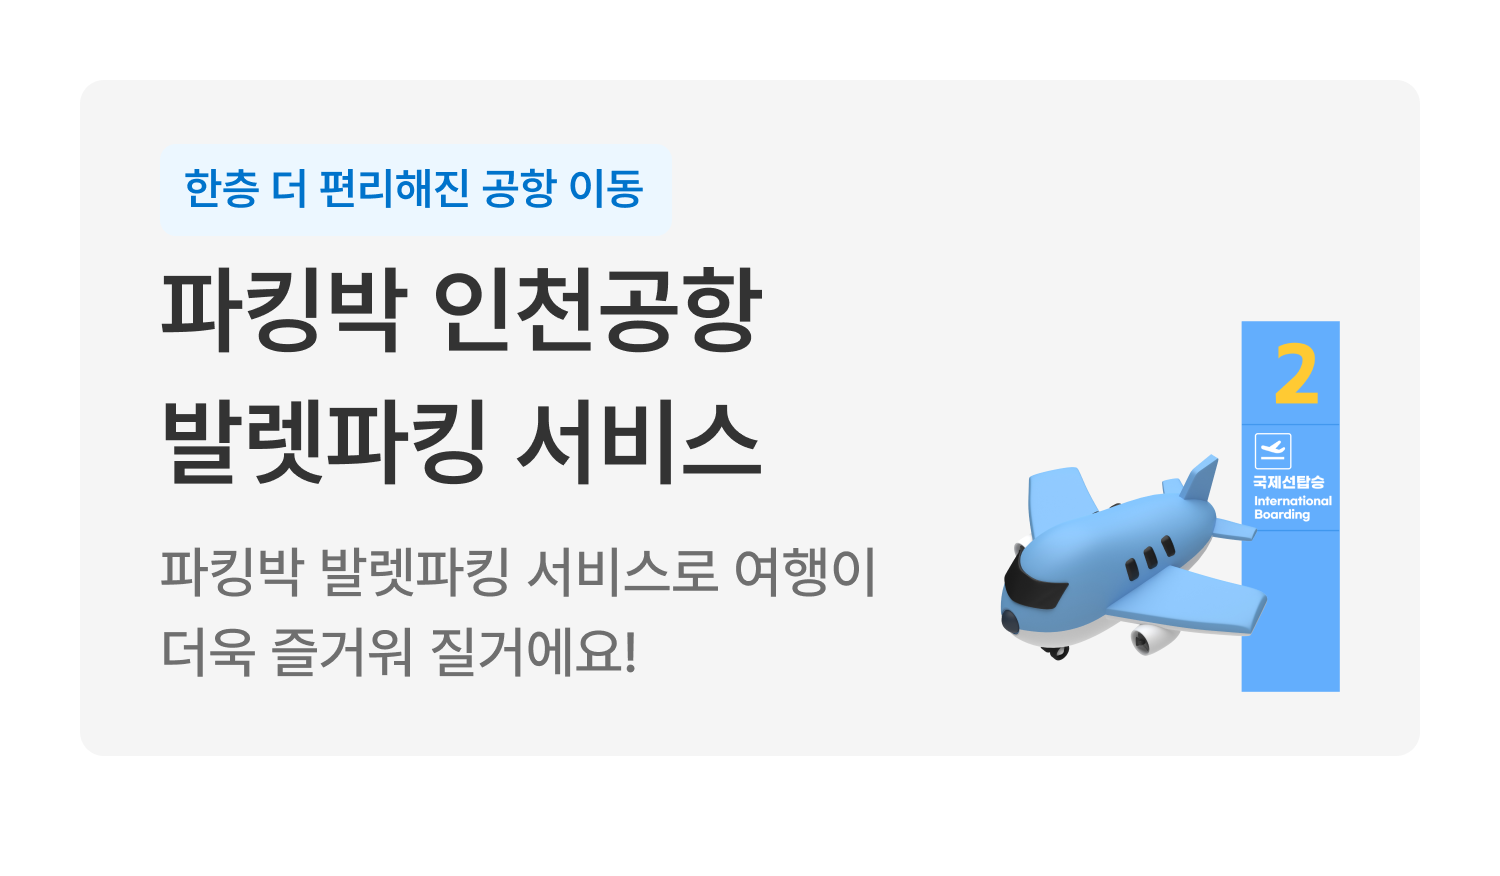 한층 더 편리해진 공항 이동
파킹박 인천공항
발렛파킹 서비스
파킹박 발렛파킹 서비스로 여행이
더욱 즐거워 질거에요!
2
국제선탑승
International
Boarding